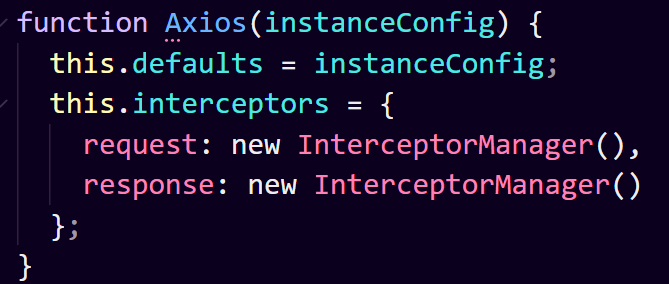 function Axios(instanceConfig) {
  this.defaults = instanceConfig;
  this.interceptors = {
    request: new InterceptorManager(),
    response: new InterceptorManager()
  };
}